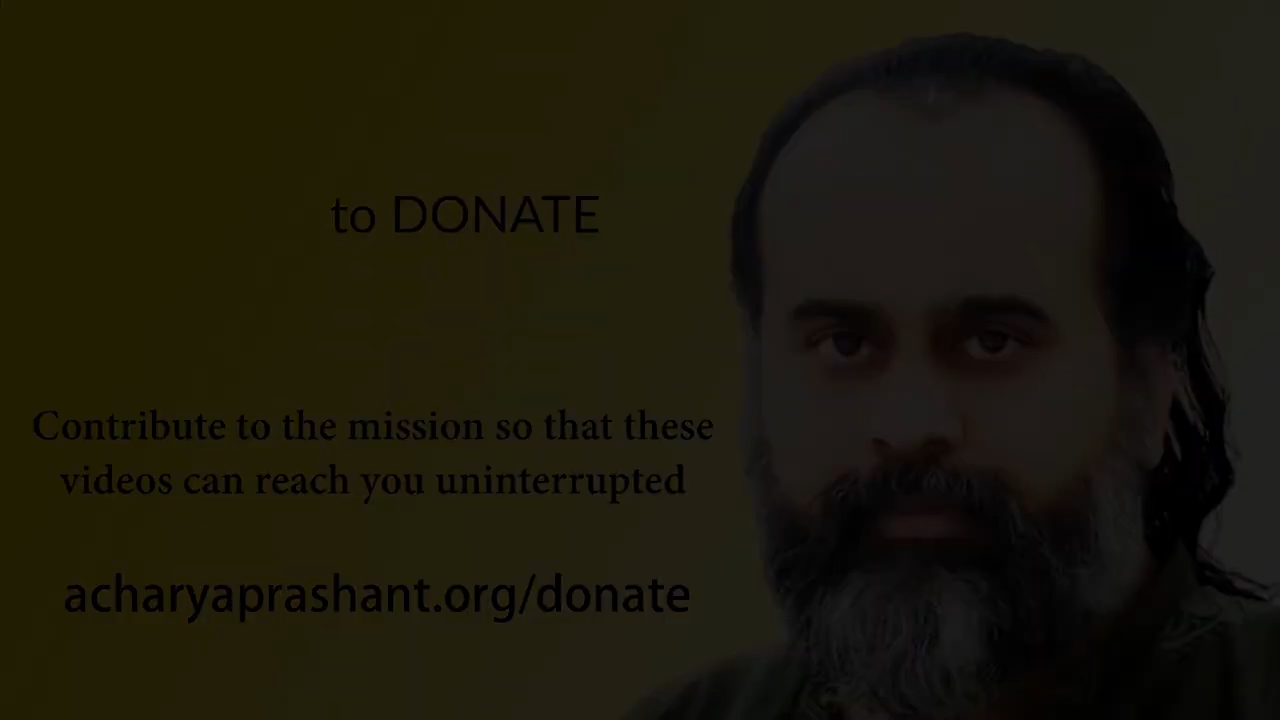 to DONATE
Contribute to the mission so that these
videos can reach you uninterrupted
acharyaprashant.org/donate